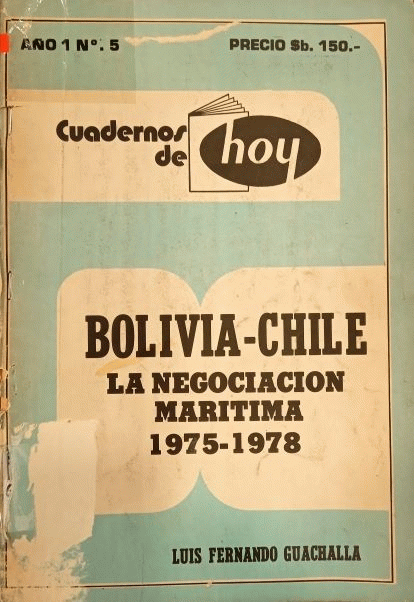 AÑO 1 Nº. 5
PRECIO $b. 150.-
Cuadernos
de hoy
BOLIVIA-CHILE
LA NEGOCIACION
MARITIMA
1975-1978
LUIS FERNANDO GUACHALLA